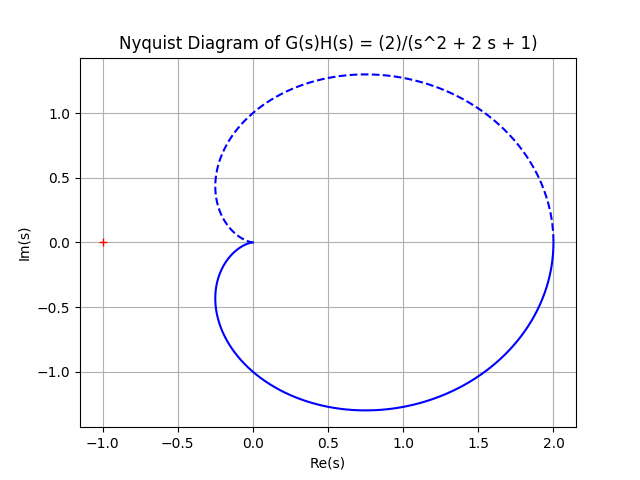 Nyquist Diagram of G(s)H(s) = (2)/(s^2 + 2 s + 1)
1.0
0.5
0.0
−0.5
−1.0
Im(s)
−1.0 −0.5 0.0 0.5 1.0 1.5 2.0
Re(s)